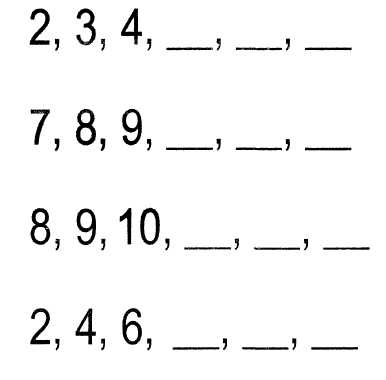 2, 3, 4, __, __, __
7, 8, 9, __, __, __
8, 9, 10, __, __, __
2, 4, 6, __, __, __